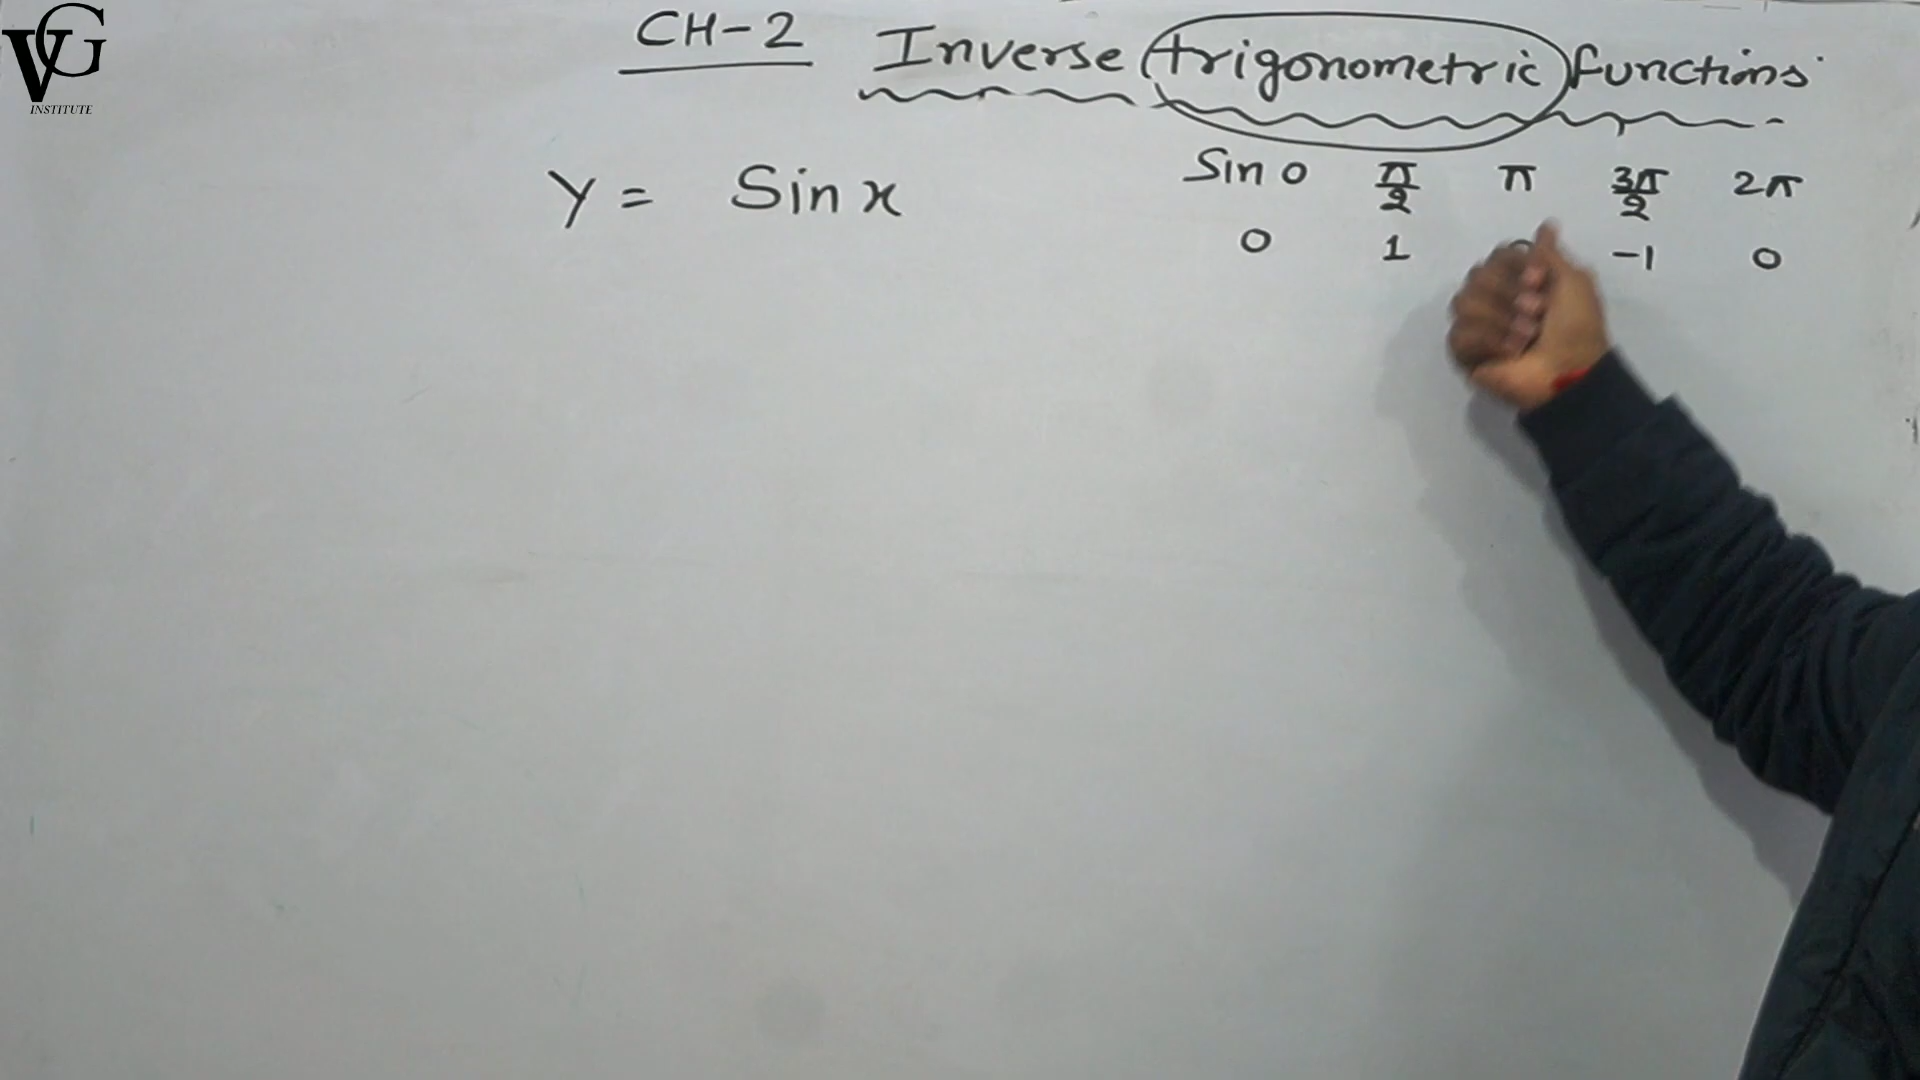 VG
INSTITUTE
CH-2 Inverse trigonometric functions
y = Sin x
Sin 0 π/2 π 3π/2 2π
0 1 -1 0